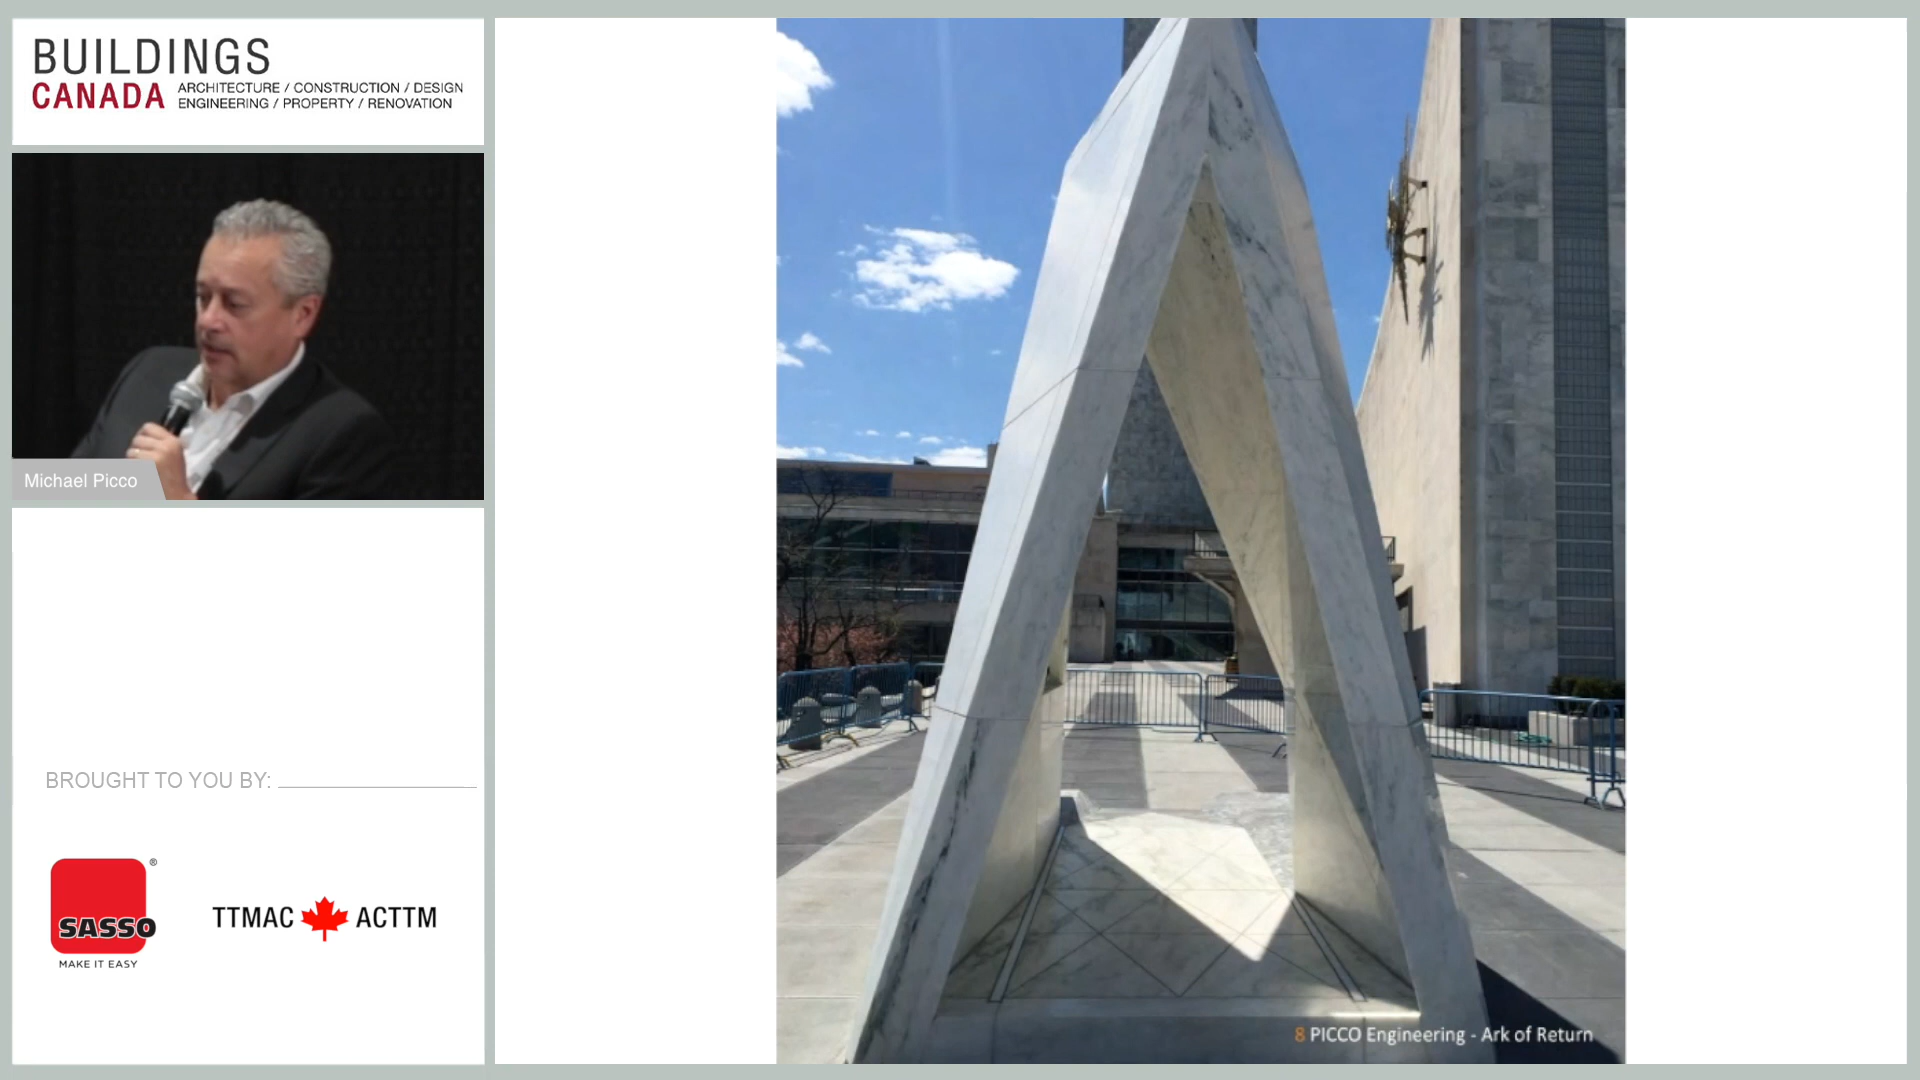 BUILDINGS
CANADA
ARCHITECTURE / CONSTRUCTION / DESIGN
ENGINEERING / PROPERTY / RENOVATION
Michael Picco
BROUGHT TO YOU BY:
SASSO
®
MAKE IT EASY
TTMAC ACTTM
8 PICCO Engineering - Ark of Return